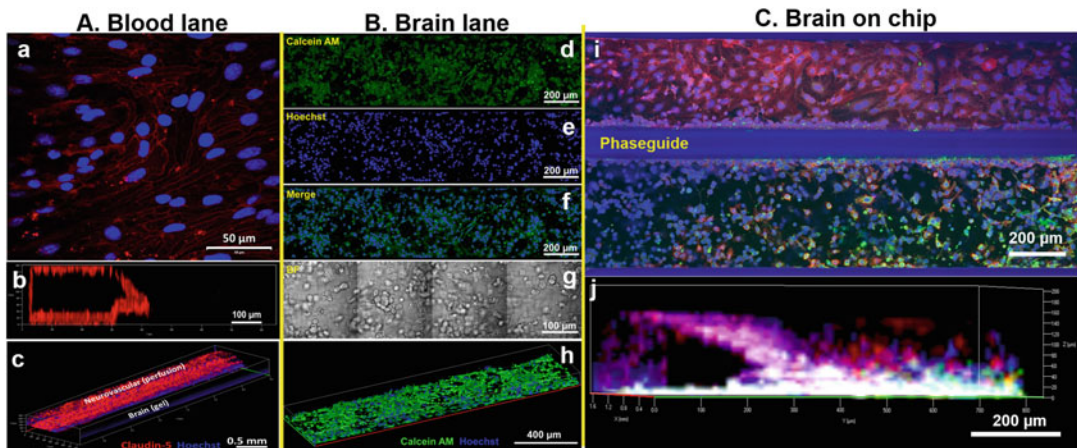 A. Blood lane
a
50 µm
b
100 µm
c
Neurovascular (perfusion)
Brain (gel)
Claudin-5 Hoechst
0.5 mm
B. Brain lane
Calcein AM
d
200 µm
Hoechst
e
200 µm
Merge
f
200 µm
BF
g
100 µm
h
Calcein AM Hoechst
400 µm
C. Brain on chip
i
Phaseguide
200 µm
j
200 µm